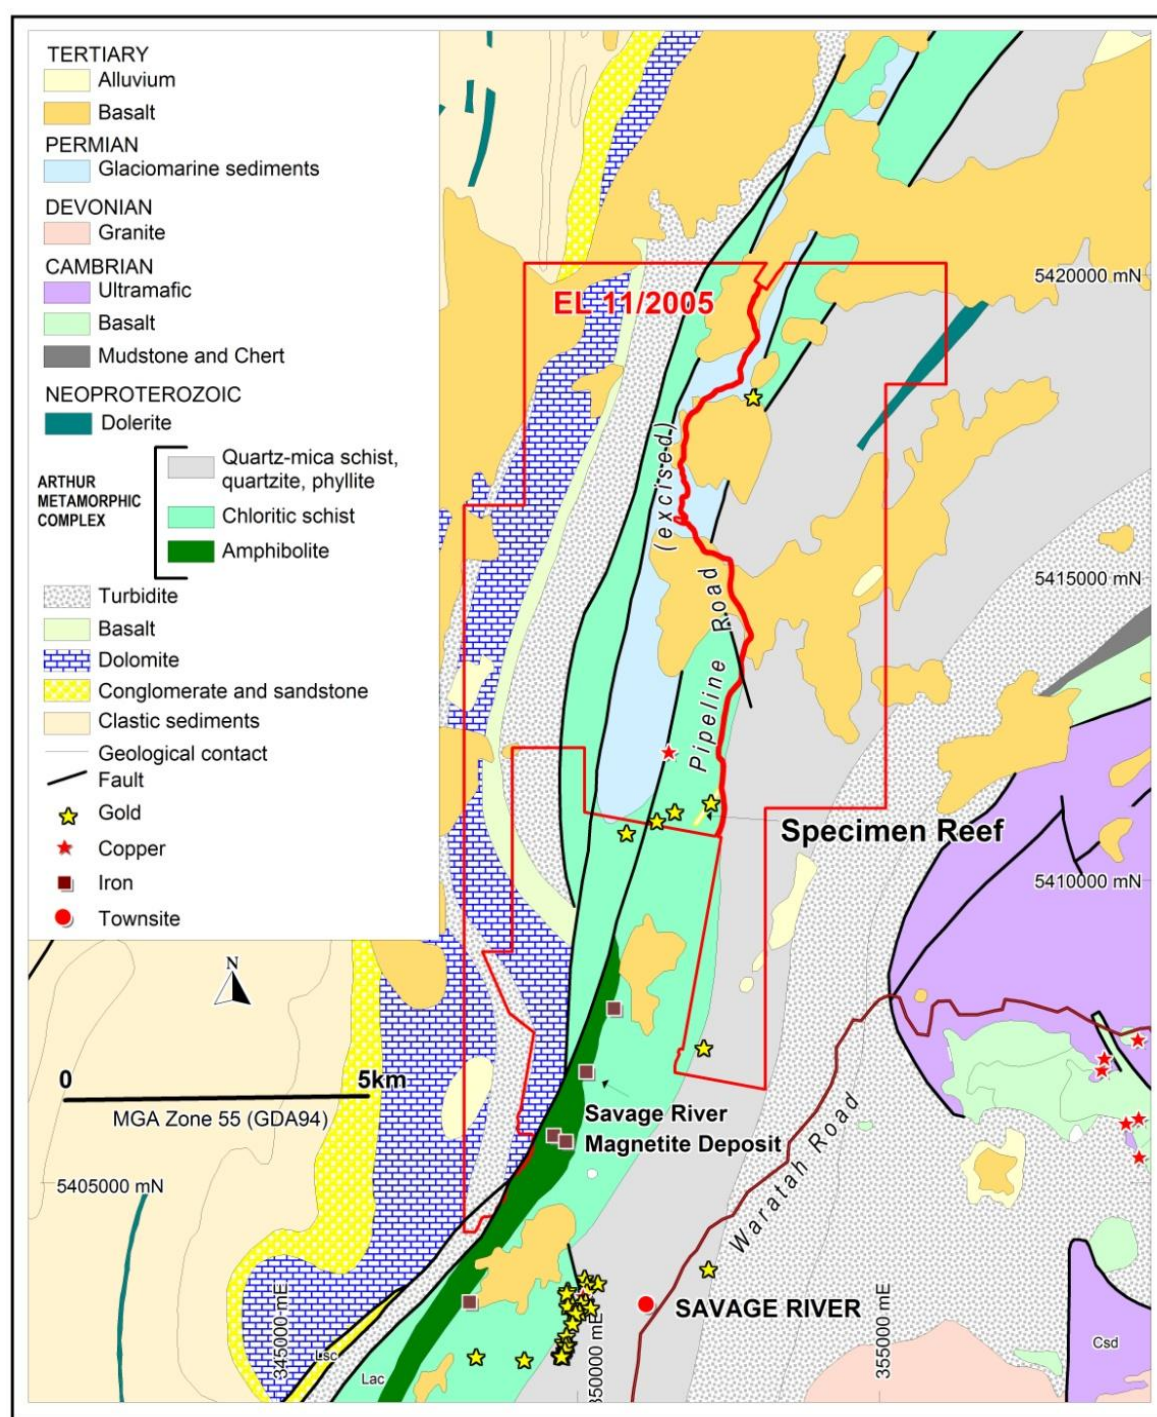 TERTIARY
Alluvium
Basalt
PERMIAN
Glaciomarine sediments
DEVONIAN
Granite
CAMBRIAN
Ultramafic
Basalt
Mudstone and Chert
NEOPROTEROZOIC
Dolerite
ARTHUR
METAMORPHIC
COMPLEX
Quartz-mica schist,
quartzite, phyllite
Chloritic schist
Amphibolite
Turbidite
Basalt
Dolomite
Conglomerate and sandstone
Clastic sediments
Geological contact
Fault
Gold
Copper
Iron
Townsite
N
0 5km
MGA Zone 55 (GDA94)
EL 11/2005
5420000 mN
Pipeline Road (excised)
5415000 mN
Specimen Reef
5410000 mN
Savage River
Magnetite Deposit
Waratah Road
5405000 mN
SAVAGE RIVER
345000 mE
350000 mE
355000 mE
Lsc
Lac
Csd